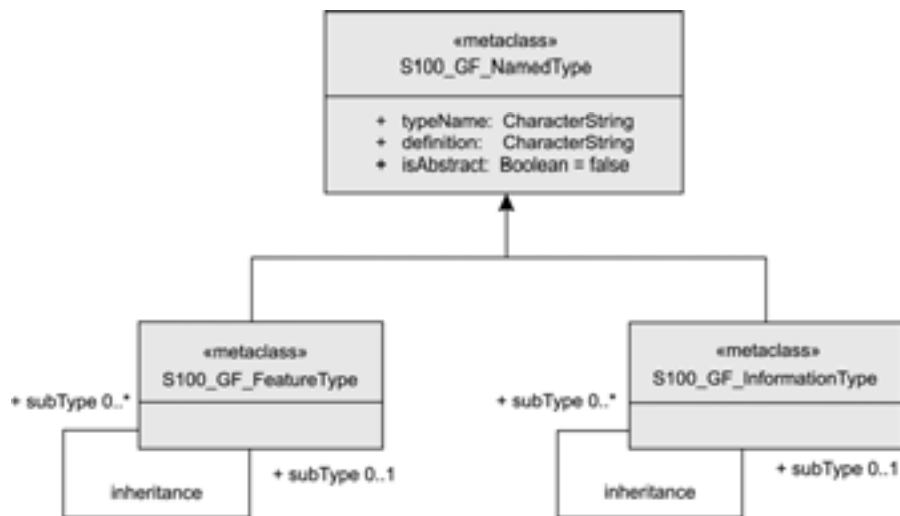 «metaclass»
S100_GF_NamedType
+ typeName: CharacterString
+ definition: CharacterString
+ isAbstract: Boolean = false
«metaclass»
S100_GF_FeatureType
+ subType 0..*
+ subType 0..1
inheritance
«metaclass»
S100_GF_InformationType
+ subType 0..*
+ subType 0..1
inheritance